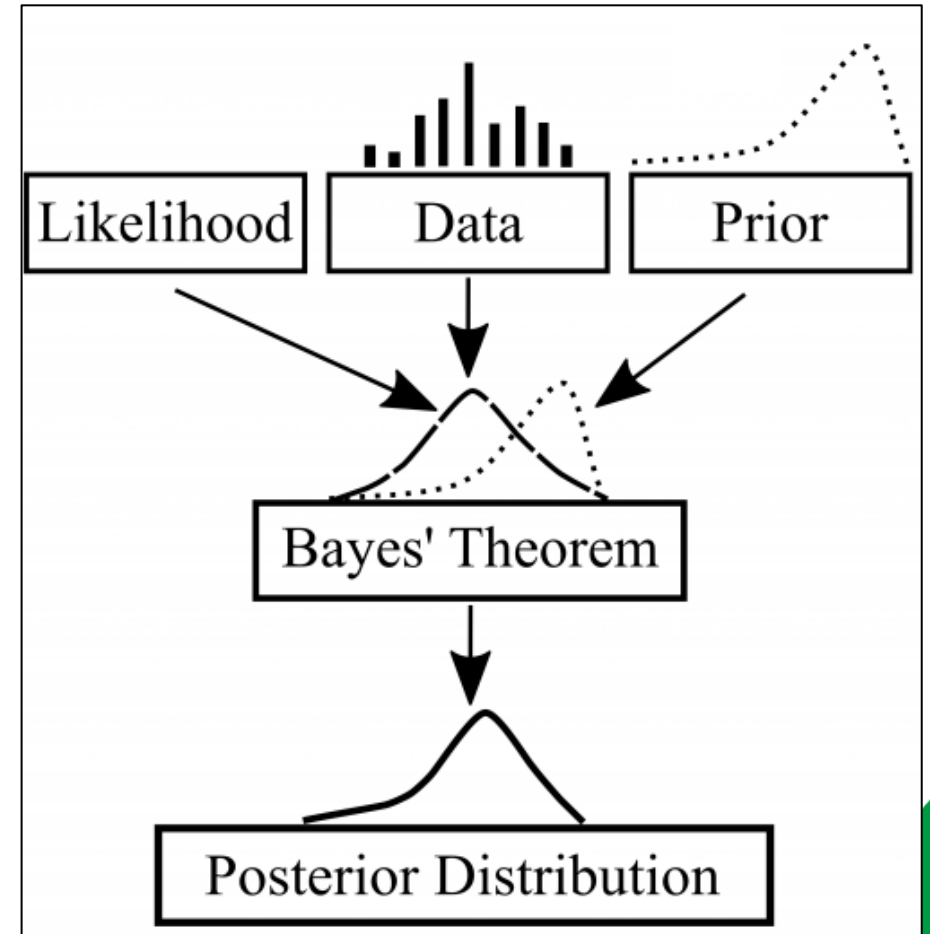 Likelihood
Data
Prior
Bayes' Theorem
Posterior Distribution